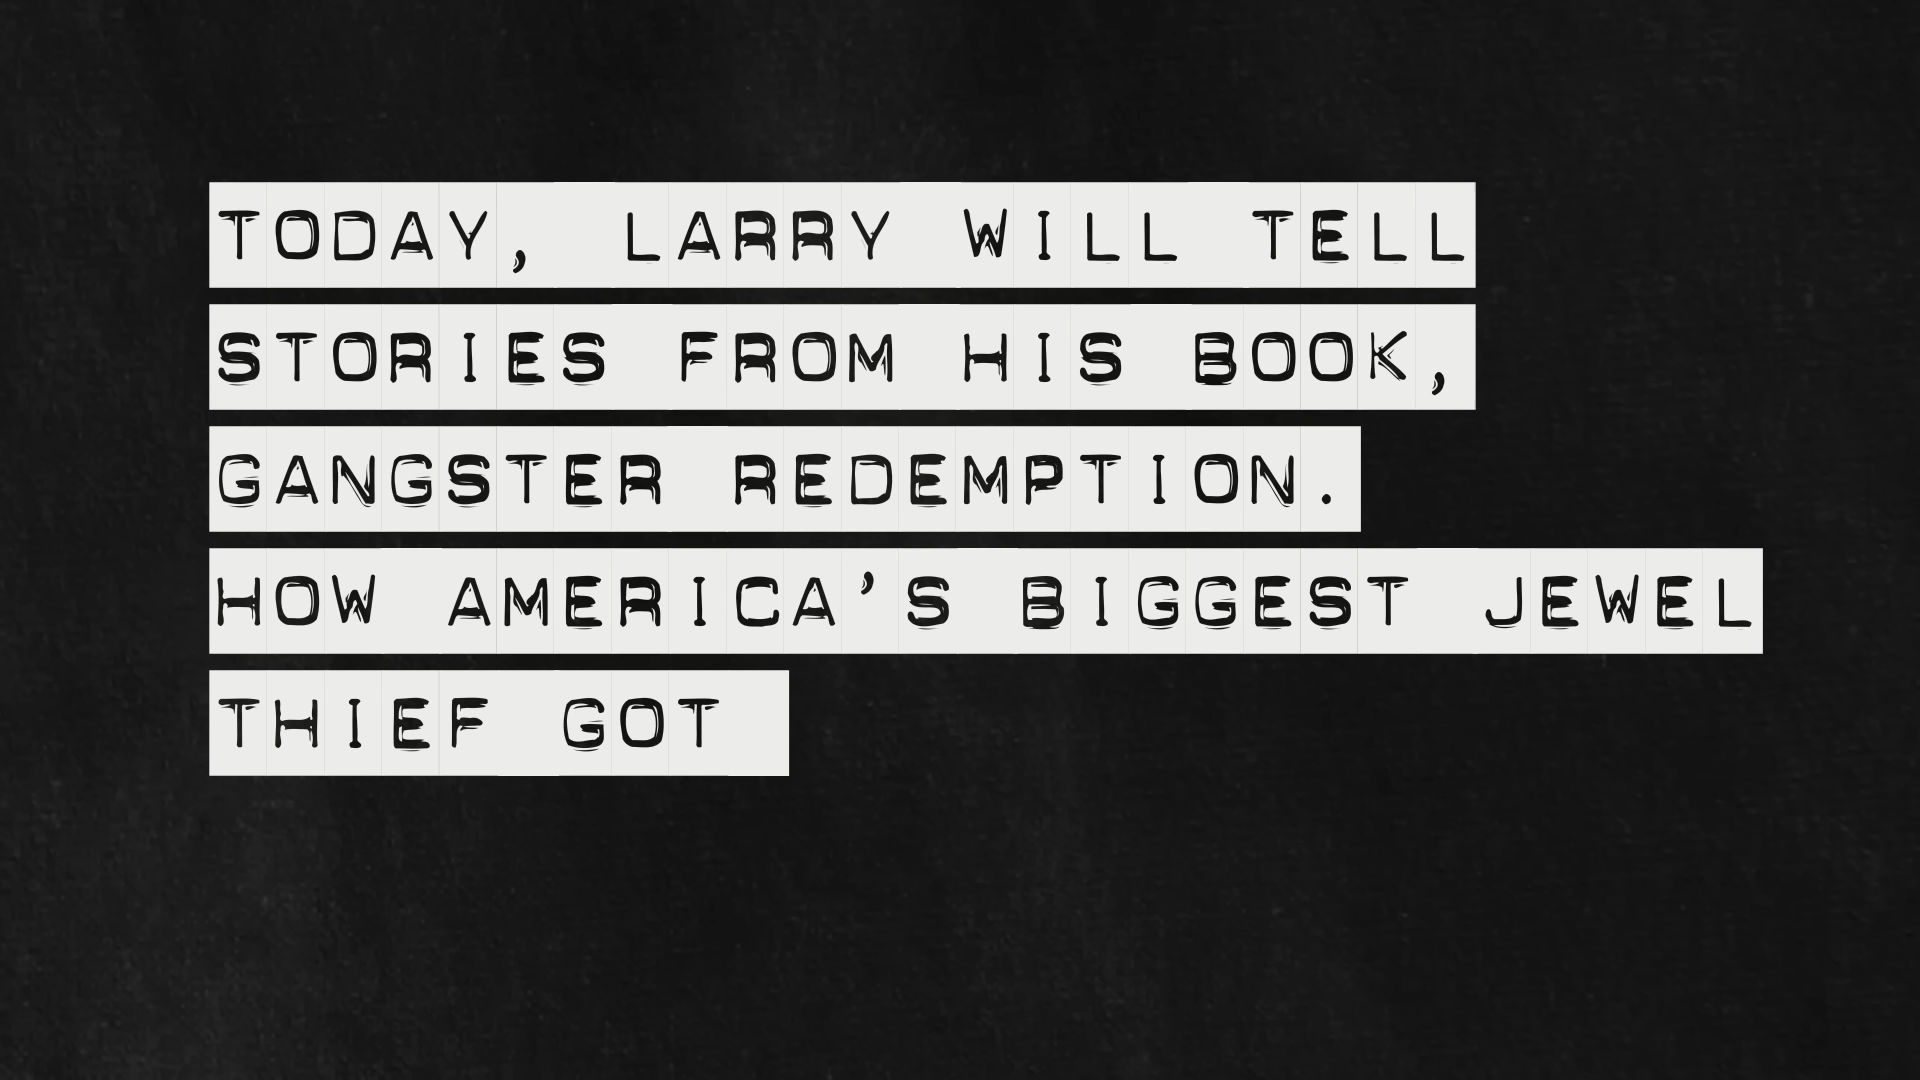 TODAY, LARRY WILL TELL
STORIES FROM HIS BOOK,
GANGSTER REDEMPTION.
HOW AMERICA’S BIGGEST JEWEL
THIEF GOT